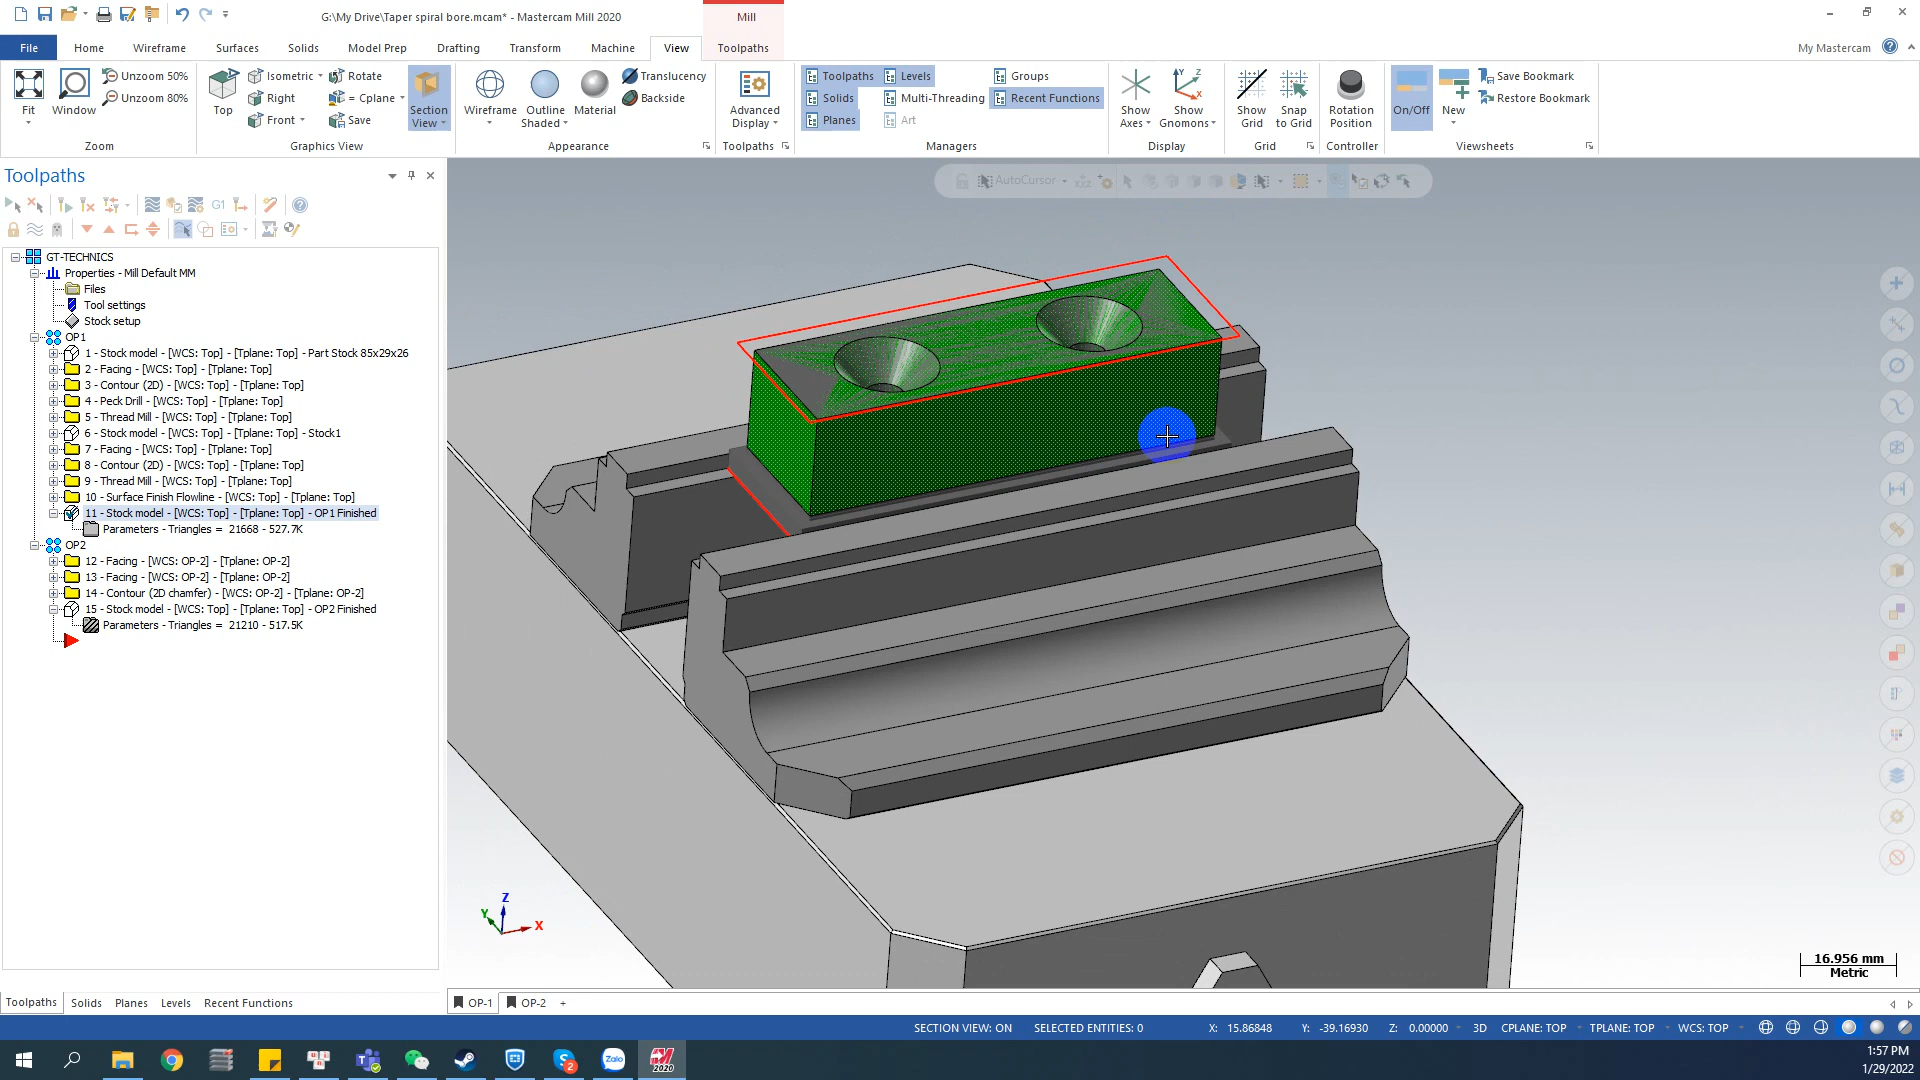 G:\My Drive\Taper spiral bore.mcam* - Mastercam Mill 2020
Mill
File
Home
Wireframe
Surfaces
Solids
Model Prep
Drafting
Transform
Machine
View
Toolpaths
My Mastercam
Fit
Window
Unzoom 50%
Unzoom 80%
Zoom
Top
Isometric
Right
Front
Rotate
= Cplane
Save
Section View
Graphics View
Wireframe
Outline Shaded
Material
Translucency
Backside
Appearance
Advanced Display
Toolpaths
Toolpaths
Solids
Planes
Levels
Multi-Threading
Art
Groups
Recent Functions
Managers
Show Axes
Show Gnomons
Display
Show Grid
Snap to Grid
Grid
Rotation Position
Controller
On/Off
New
Save Bookmark
Restore Bookmark
Viewsheets
Toolpaths
G1
AutoCursor
GT-TECHNICS
Properties - Mill Default MM
Files
Tool settings
Stock setup
OP1
1 - Stock model - [WCS: Top] - [Tplane: Top] - Part Stock 85x29x26
2 - Facing - [WCS: Top] - [Tplane: Top]
3 - Contour (2D) - [WCS: Top] - [Tplane: Top]
4 - Peck Drill - [WCS: Top] - [Tplane: Top]
5 - Thread Mill - [WCS: Top] - [Tplane: Top]
6 - Stock model - [WCS: Top] - [Tplane: Top] - Stock1
7 - Facing - [WCS: Top] - [Tplane: Top]
8 - Contour (2D) - [WCS: Top] - [Tplane: Top]
9 - Thread Mill - [WCS: Top] - [Tplane: Top]
10 - Surface Finish Flowline - [WCS: Top] - [Tplane: Top]
11 - Stock model - [WCS: Top] - [Tplane: Top] - OP1 Finished
Parameters - Triangles = 21668 - 527.7K
OP2
12 - Facing - [WCS: OP-2] - [Tplane: OP-2]
13 - Facing - [WCS: OP-2] - [Tplane: OP-2]
14 - Contour (2D chamfer) - [WCS: OP-2] - [Tplane: OP-2]
15 - Stock model - [WCS: Top] - [Tplane: Top] - OP2 Finished
Parameters - Triangles = 21210 - 517.5K
Z
Y
X
16.956 mm
Metric
Toolpaths
Solids
Planes
Levels
Recent Functions
OP-1
OP-2
+
SECTION VIEW: ON
SELECTED ENTITIES: 0
X: 15.86848
Y: -39.16930
Z: 0.00000
3D
CPLANE: TOP
TPLANE: TOP
WCS: TOP
2
Zalo
2020
1:57 PM
1/29/2022